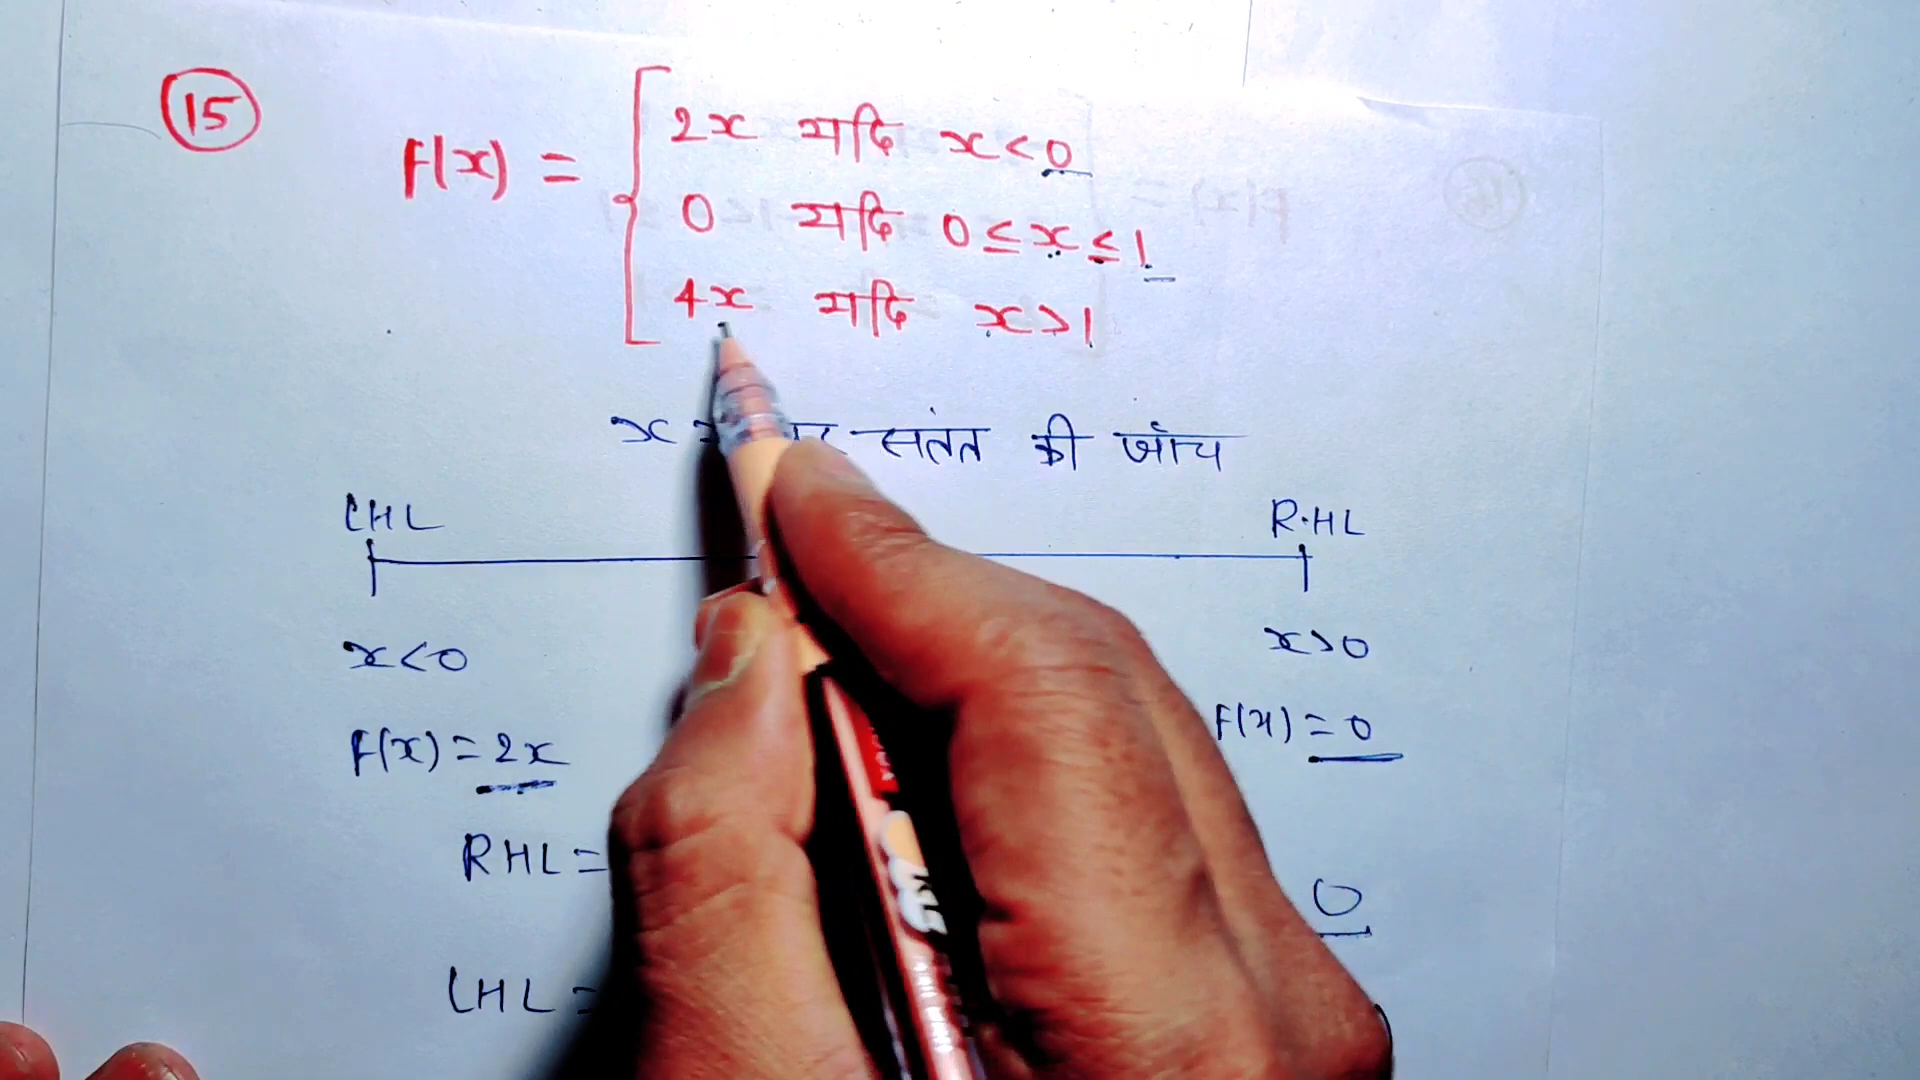 15
F(x) = 2x यदि x<0
0 यदि 0≤x≤1
4x यदि x>1
x सतंत की जाँच
LHL R.HL
x<0 x>0
F(x)=2x F(x)=0
RHL= 0
LHL=